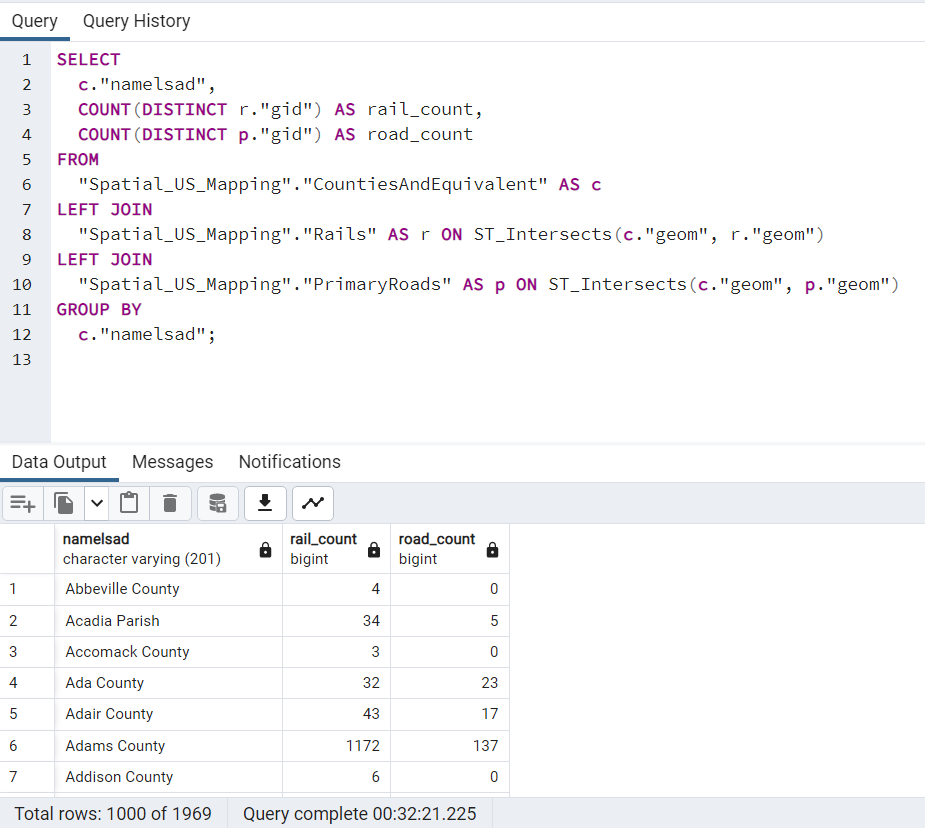 Query Query History
1 SELECT
2 c."namelsad",
3 COUNT(DISTINCT r."gid") AS rail_count,
4 COUNT(DISTINCT p."gid") AS road_count
5 FROM
6 "Spatial_US_Mapping"."CountiesAndEquivalent" AS c
7 LEFT JOIN
8 "Spatial_US_Mapping"."Rails" AS r ON ST_Intersects(c."geom", r."geom")
9 LEFT JOIN
10 "Spatial_US_Mapping"."PrimaryRoads" AS p ON ST_Intersects(c."geom", p."geom")
11 GROUP BY
12 c."namelsad";
13
Data Output Messages Notifications
namelsad rail_count road_count
character varying (201) bigint bigint
1 Abbeville County 4 0
2 Acadia Parish 34 5
3 Accomack County 3 0
4 Ada County 32 23
5 Adair County 43 17
6 Adams County 1172 137
7 Addison County 6 0
Total rows: 1000 of 1969 Query complete 00:32:21.225